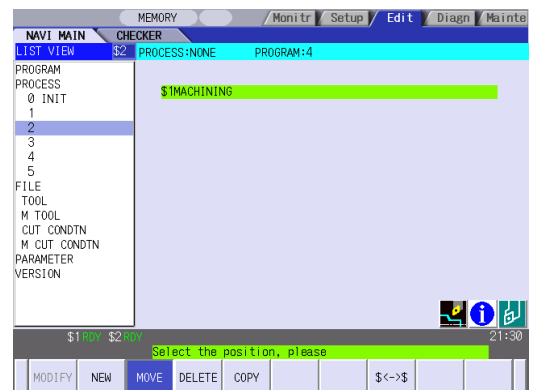 MEMORY Monitr Setup Edit Diagn Mainte
NAVI MAIN CHECKER
LIST VIEW $2 PROCESS:NONE PROGRAM:4
PROGRAM
PROCESS
$1MACHINING
0 INIT
1
2
3
4
5
FILE
TOOL
M TOOL
CUT CONDTN
M CUT CONDTN
PARAMETER
VERSION
$1 RDY $2 RDY 21:30
Select the position, please
MODIFY NEW MOVE DELETE COPY $<->$